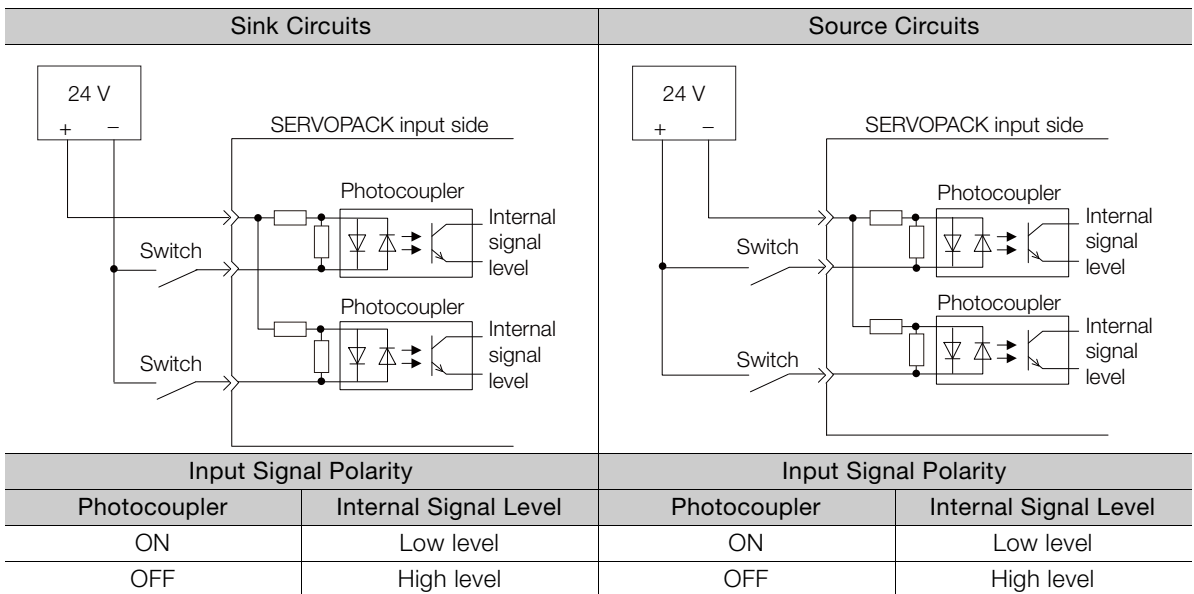 Sink Circuits
Source Circuits
24 V
+ −
SERVOPACK input side
Photocoupler
Switch
Internal
signal
level
Photocoupler
Switch
Internal
signal
level
24 V
+ −
SERVOPACK input side
Photocoupler
Switch
Internal
signal
level
Photocoupler
Switch
Internal
signal
level
Input Signal Polarity
Input Signal Polarity
Photocoupler Internal Signal Level Photocoupler Internal Signal Level
ON Low level ON Low level
OFF High level OFF High level